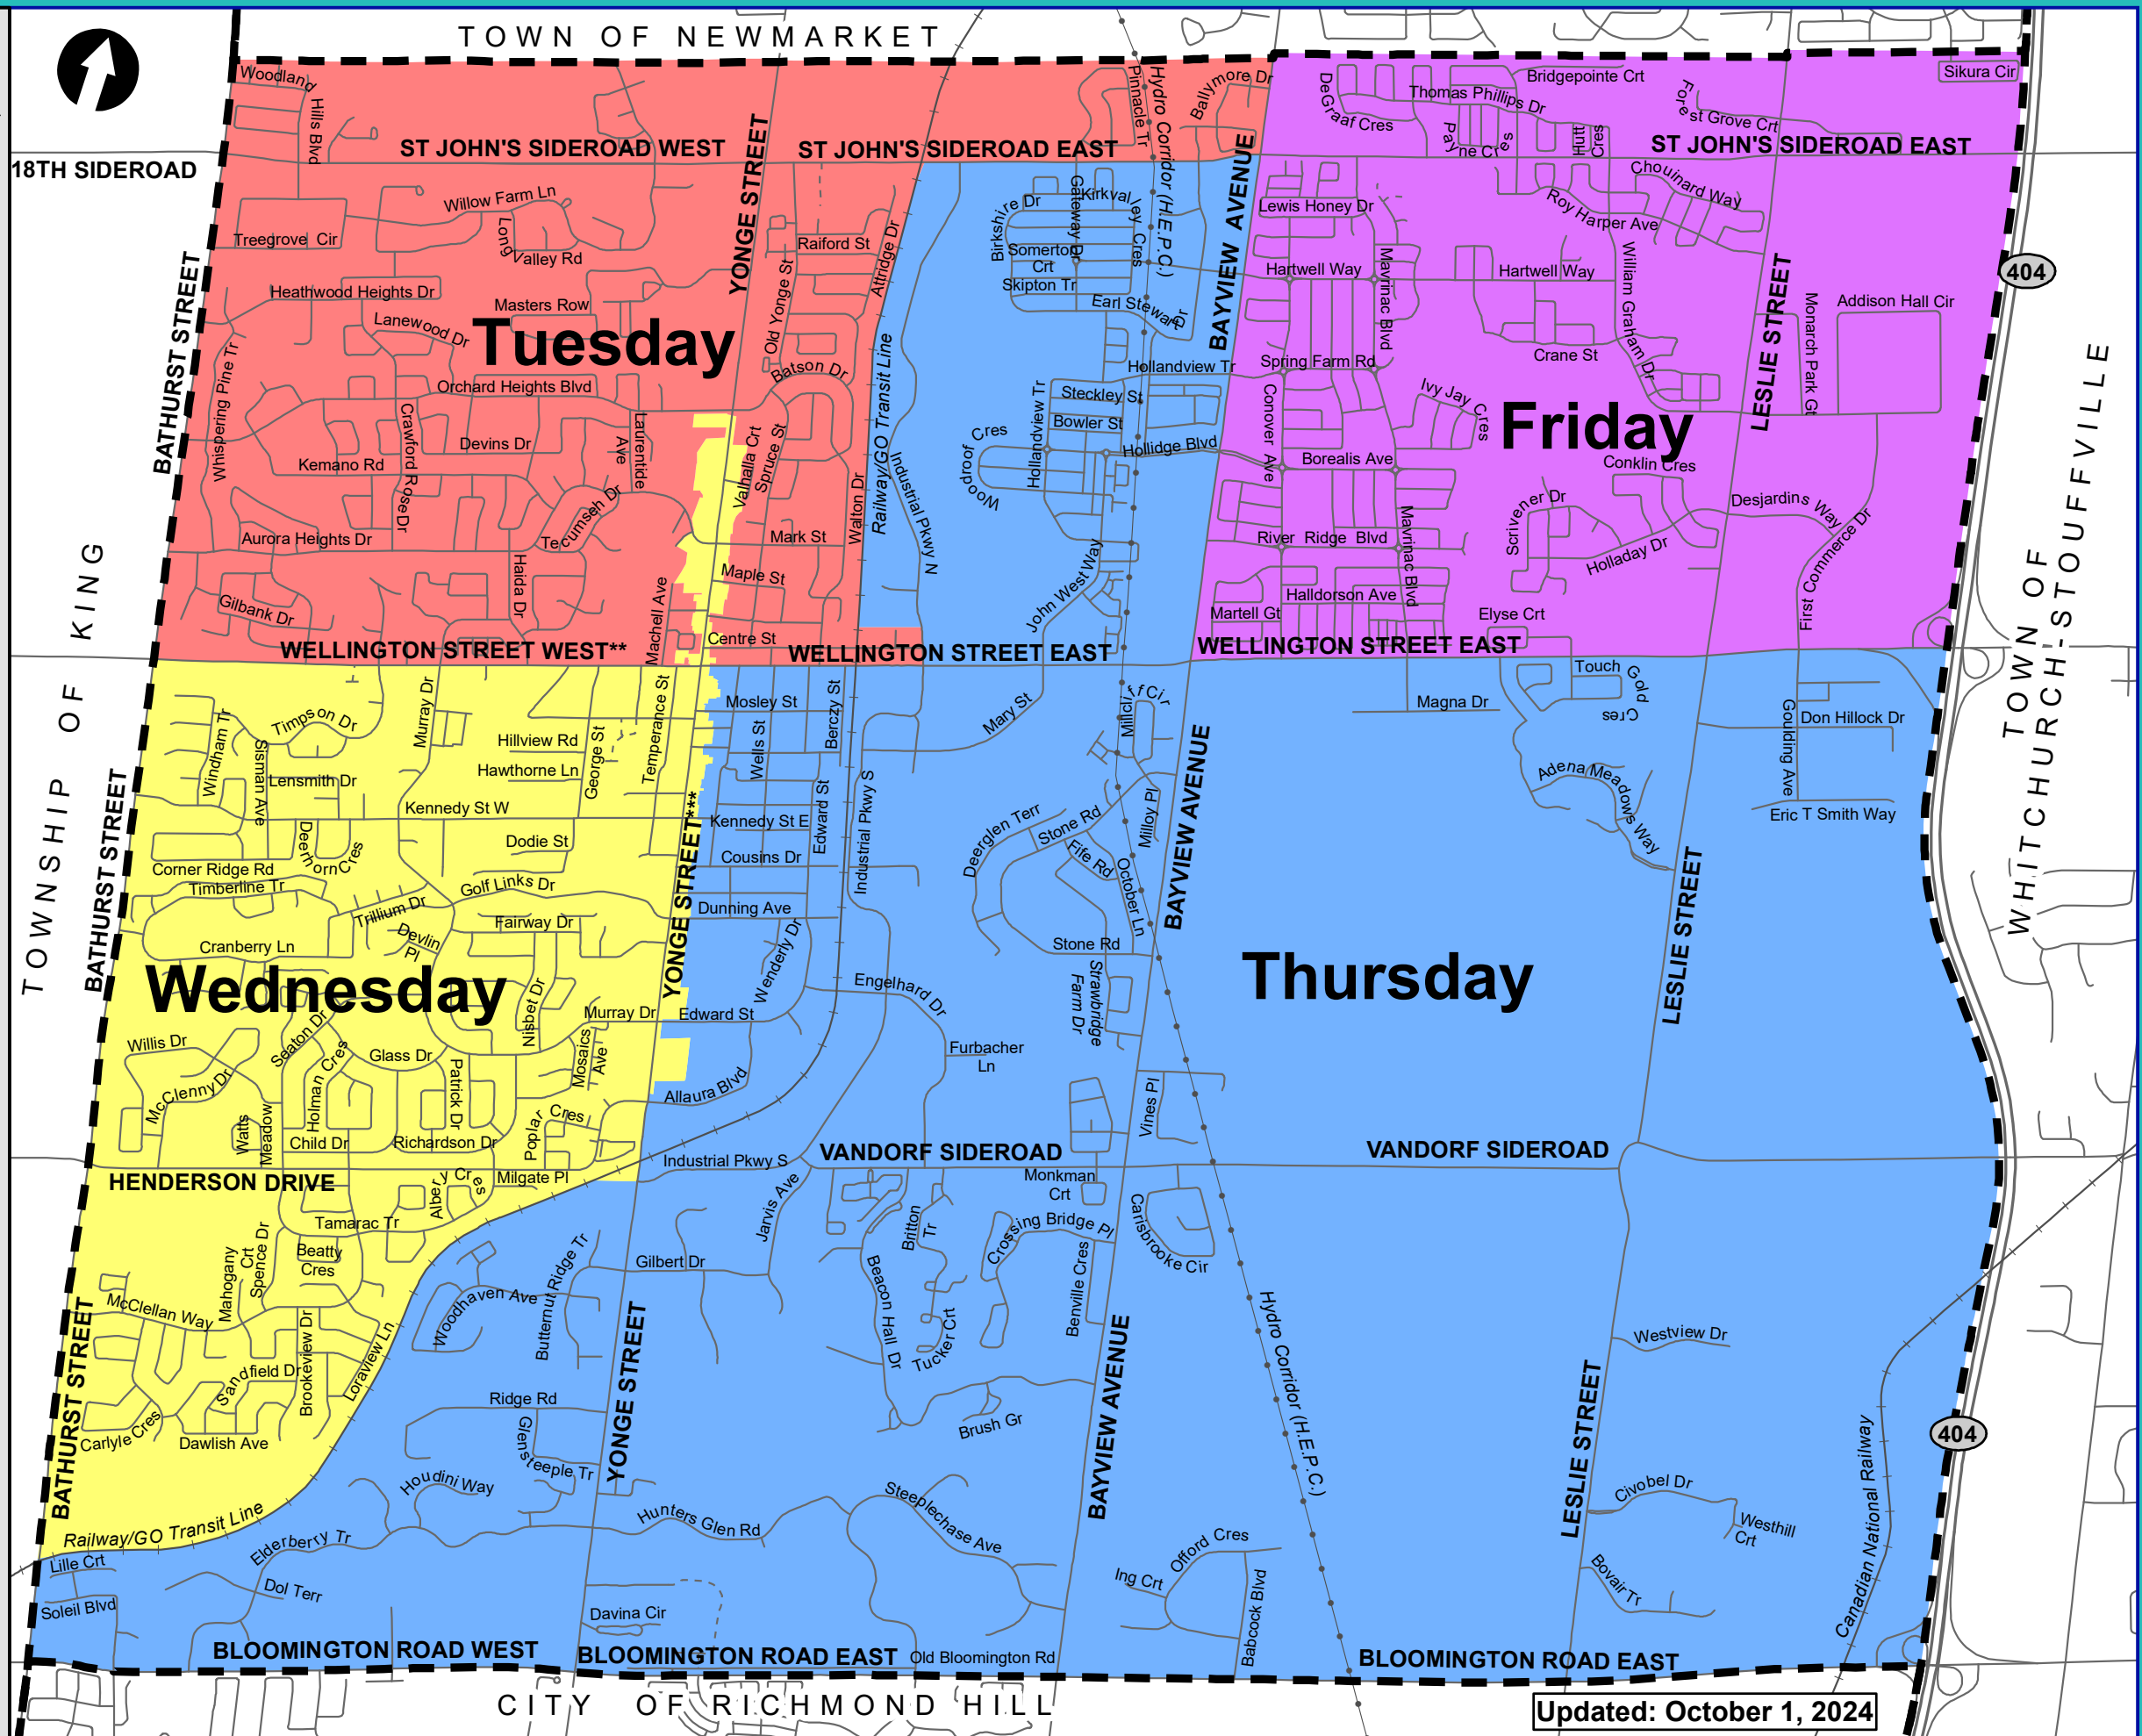 TOWN OF NEWMARKET
Woodland
Hills Blvd
ST JOHN'S SIDEROAD WEST
YONGE STREET
ST JOHN'S SIDEROAD EAST
Pinnacle Tr
Hydro Corridor (H.E.P.C.)
Ballymore Dr
BAYVIEW AVENUE
DeGraaf Cres
Thomas Phillips Dr
Bridgepointe Crt
Payne Cres
Hutt Cres
Forest Grove Crt
Sikura Cir
ST JOHN'S SIDEROAD EAST
18TH SIDEROAD
Willow Farm Ln
Treegrove Cir
Long Valley Rd
Raiford St
Attridge Dr
Old Yonge St
Birkshire Dr
Gateway Dr
Kirkvalley Cres
Somerton Crt
Skipton Tr
Earl Stewart Dr
Lewis Honey Dr
Chouinard Way
Roy Harper Ave
Hartwell Way
Mavrinac Blvd
Hartwell Way
William Graham Dr
LESLIE STREET
Monarch Park Gt
Addison Hall Cir
404
BATHURST STREET
Heathwood Heights Dr
Masters Row
Lanewood Dr
Tuesday
Whispering Pine Tr
Orchard Heights Blvd
Batson Dr
Railway/GO Transit Line
Hollandview Tr
Hollandview Tr
Steckley St
Bowler St
Spring Farm Rd
Crane St
Ivy Jay Cres
Friday
Crawford Rose Dr
Devins Dr
Laurentide Ave
Kemano Rd
Valhalla Crt
Spruce St
Walton Dr
Industrial Pkwy N
Woodroof Cres
Hollidge Blvd
Conover Ave
Borealis Ave
Conklin Cres
Desjardins Way
Scrivener Dr
Tecumseh Dr
Aurora Heights Dr
Mark St
Maple St
River Ridge Blvd
Mavrinac Blvd
Holladay Dr
First Commerce Dr
TOWNSHIP OF KING
TOWN OF
WHITCHURCH-STOUFFVILLE
Gilbank Dr
Haida Dr
Machell Ave
Centre St
John West Way
Martell Gt
Halldorson Ave
Elyse Crt
WELLINGTON STREET WEST**
WELLINGTON STREET EAST
WELLINGTON STREET EAST
Windham Tr
Timpson Dr
Murray Dr
Temperance St
Mosley St
Berczy St
Mary St
Millcliff Cir
Magna Dr
Touch Gold Cres
Don Hillock Dr
Goulding Ave
Sisman Ave
Lensmith Dr
Hillview Rd
Hawthorne Ln
George St
Wells St
BATHURST STREET
Kennedy St W
YONGE STREET***
Kennedy St E
Edward St
Industrial Pkwy S
BAYVIEW AVENUE
Adena Meadows Way
Eric T Smith Way
Deerhorn Cres
Dodie St
Cousins Dr
Deerglen Terr
Stone Rd
Fife Rd
Milloy Pl
October Ln
LESLIE STREET
Corner Ridge Rd
Timberline Tr
Golf Links Dr
Trillium Dr
Fairway Dr
Devlin Pl
Dunning Ave
Cranberry Ln
Wenderly Dr
Stone Rd
Wednesday
Thursday
Engelhard Dr
Strawbridge Farm Dr
Nisbet Dr
Murray Dr
Edward St
Willis Dr
Seaton Dr
Holman Cres
Glass Dr
Patrick Dr
Mosaics Ave
Furbacher Ln
McClenny Dr
Allaura Blvd
Vines Pl
Watts Meadow
Child Dr
Richardson Dr
Poplar Cres
HENDERSON DRIVE
Albery Cres
Milgate Pl
Industrial Pkwy S
VANDORF SIDEROAD
VANDORF SIDEROAD
Monkman Crt
Tamarac Tr
Jarvis Ave
Britton Tr
Crossing Bridge Pl
Carisbrooke Cir
Mahogany Crt
Spence Dr
Beatty Cres
Butternut Ridge Tr
Gilbert Dr
Beacon Hall Dr
Benville Cres
Hydro Corridor (H.E.P.C.)
BATHURST STREET
McClellan Way
Woodhaven Ave
YONGE STREET
Tucker Crt
BAYVIEW AVENUE
Westview Dr
Brookeview Dr
Loraview Ln
Sandfield Dr
LESLIE STREET
Carlyle Cres
Dawlish Ave
Ridge Rd
Glensteeple Tr
Brush Gr
Canadian National Railway
404
Houdini Way
Railway/GO Transit Line
Hunters Glen Rd
Steeplechase Ave
Civobel Dr
Westhill Crt
Lille Crt
Elderberry Tr
Offord Cres
Dol Terr
Ing Crt
Bovair Tr
Soleil Blvd
Davina Cir
Babcock Blvd
BLOOMINGTON ROAD WEST
BLOOMINGTON ROAD EAST
Old Bloomington Rd
BLOOMINGTON ROAD EAST
CITY OF RICHMOND HILL
Updated: October 1, 2024